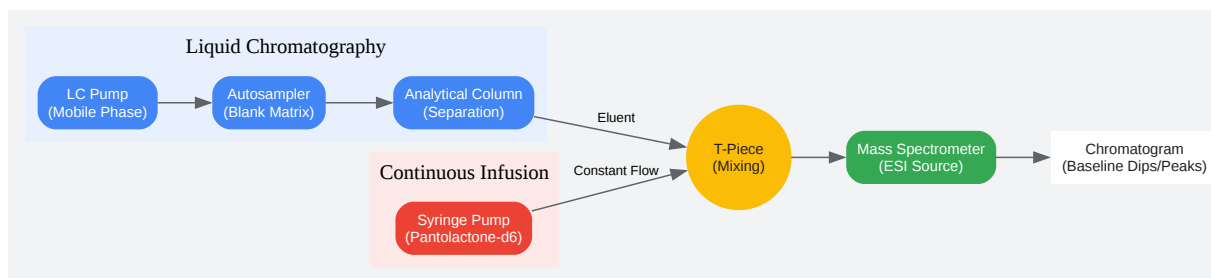 Liquid Chromatography
LC Pump
(Mobile Phase)
Autosampler
(Blank Matrix)
Analytical Column
(Separation)
Eluent
Continuous Infusion
Syringe Pump
(Pantolactone-d6)
Constant Flow
T-Piece
(Mixing)
Mass Spectrometer
(ESI Source)
Chromatogram
(Baseline Dips/Peaks)